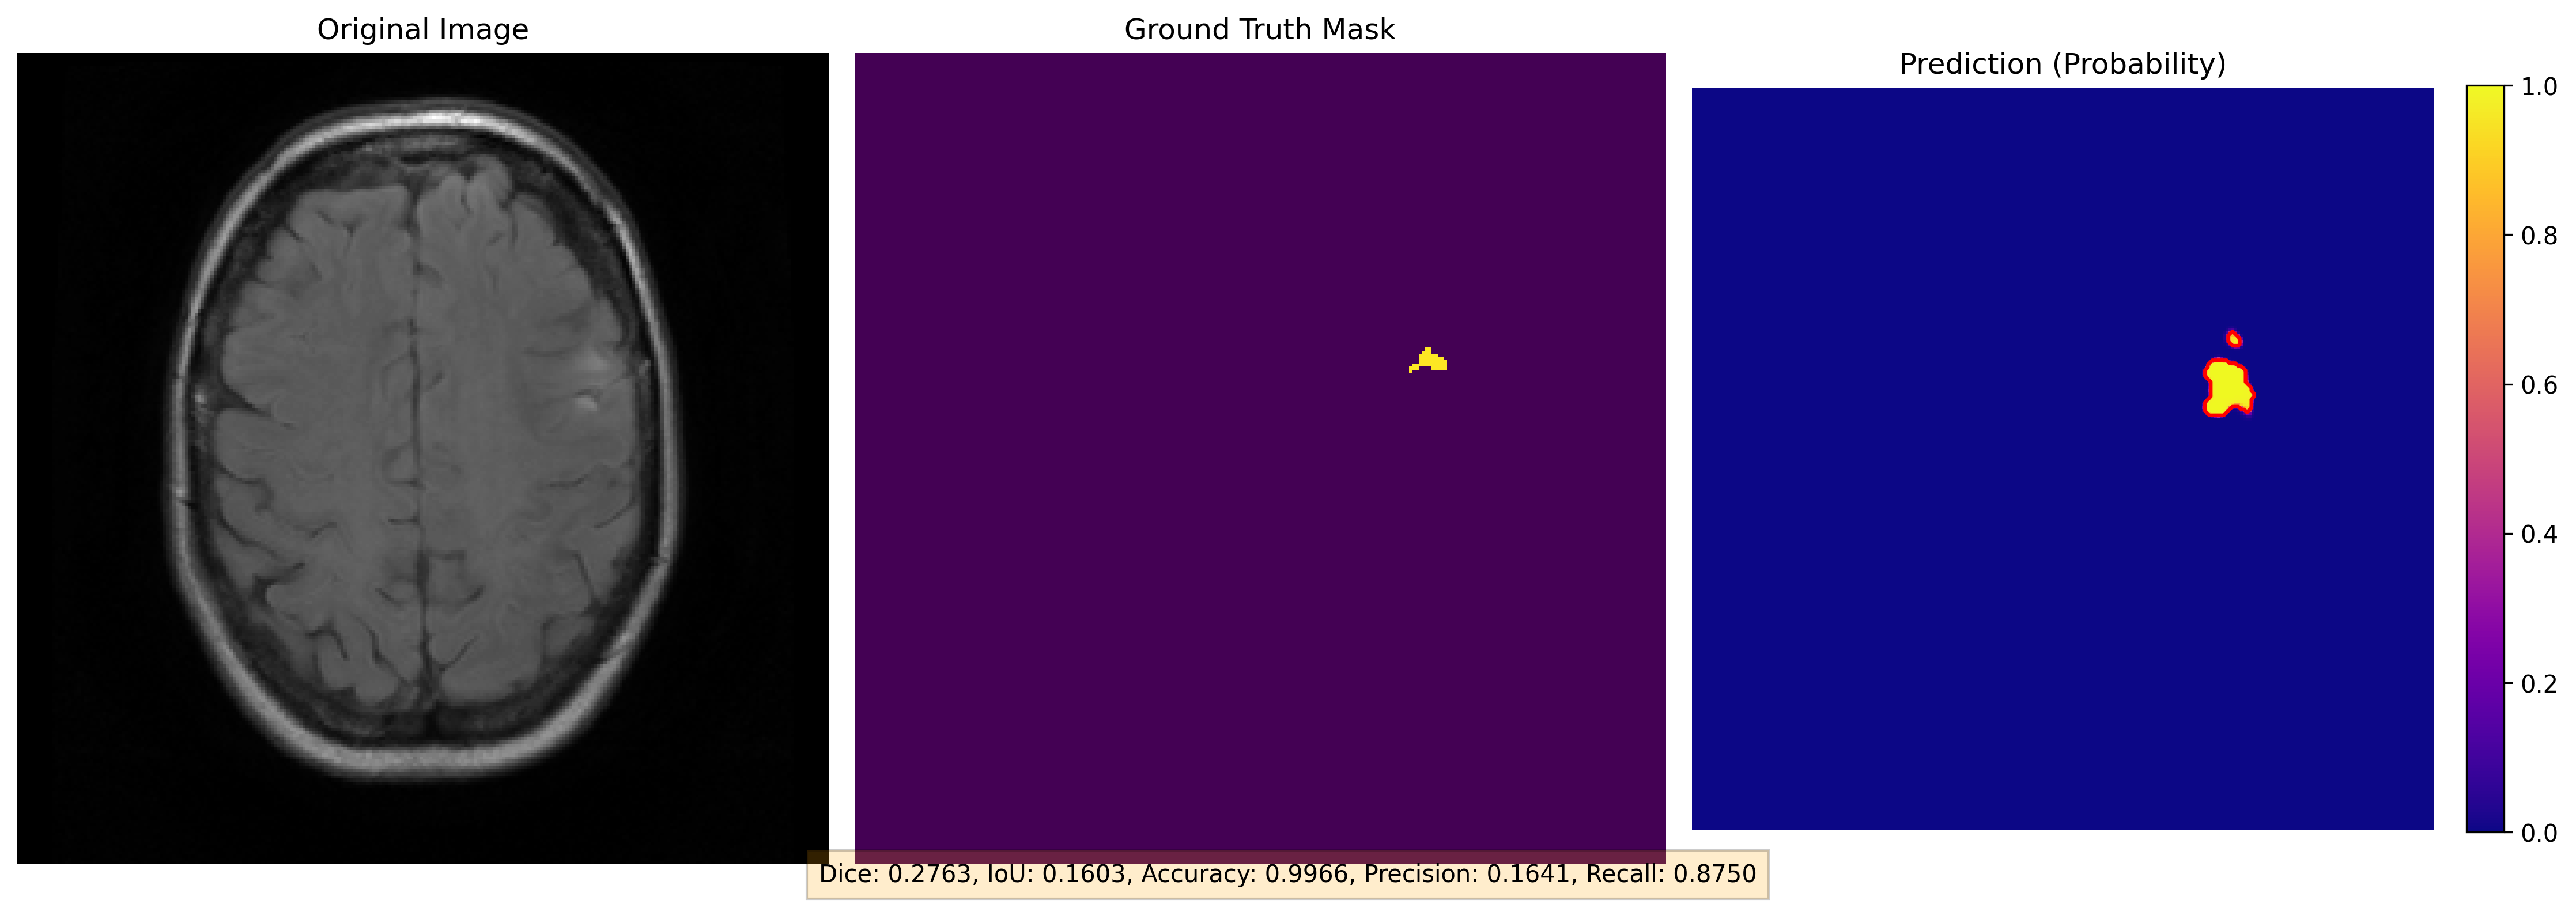 Original Image
Ground Truth Mask
Prediction (Probability)
1.0
0.8
0.6
0.4
0.2
0.0
Dice: 0.2763, IoU: 0.1603, Accuracy: 0.9966, Precision: 0.1641, Recall: 0.8750